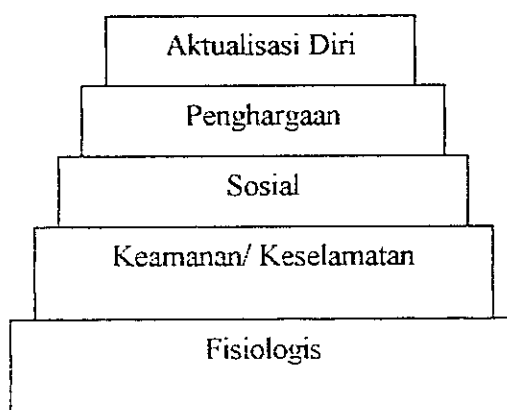 Aktualisasi Diri
Penghargaan
Sosial
Keamanan/ Keselamatan
Fisiologis